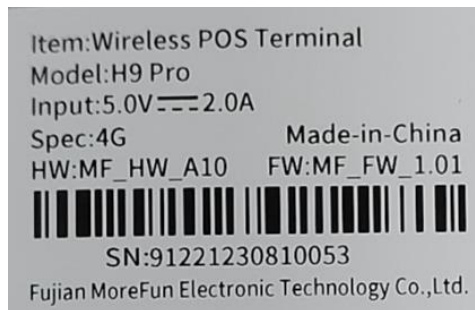 Item:Wireless POS Terminal
Model:H9 Pro
Input:5.0V⎓2.0A
Spec:4G Made-in-China
HW:MF_HW_A10 FW:MF_FW_1.01
SN:91221230810053
Fujian MoreFun Electronic Technology Co.,Ltd.